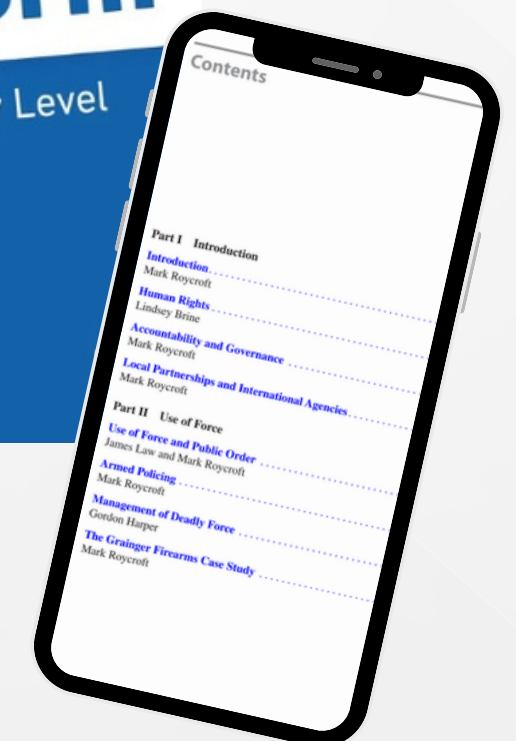 Level
Contents
Part I Introduction
Introduction
Mark Roycroft
Human Rights
Lindsey Brine
Accountability and Governance
Mark Roycroft
Local Partnerships and International Agencies
Mark Roycroft
Part II Use of Force
Use of Force and Public Order
James Law and Mark Roycroft
Armed Policing
Mark Roycroft
Management of Deadly Force
Gordon Harper
The Grainger Firearms Case Study
Mark Roycroft